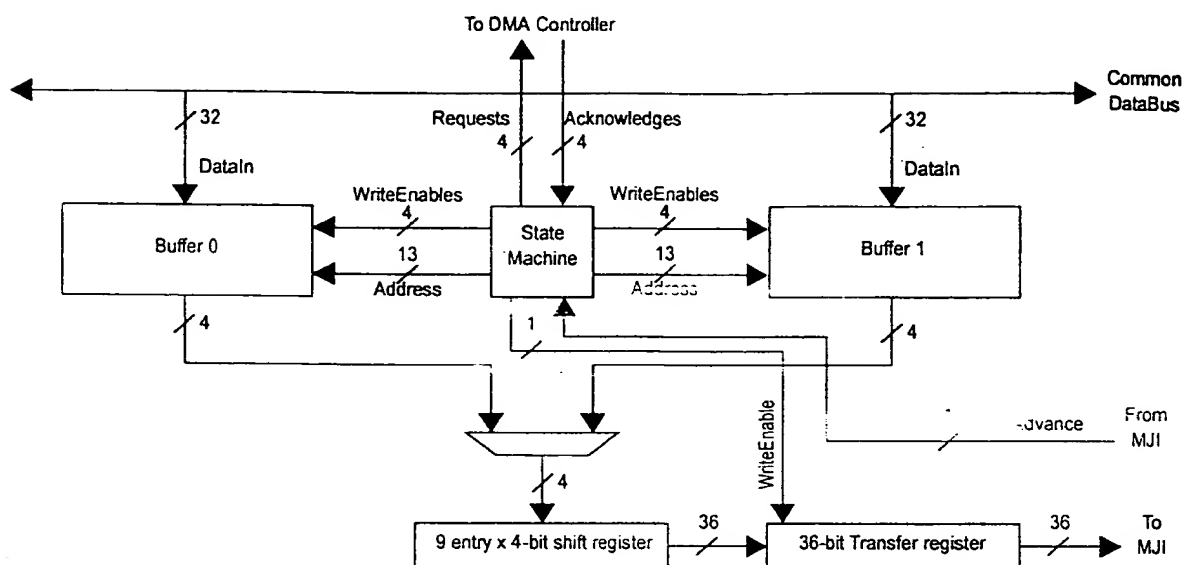 To DMA Controller
Common
DataBus
32
Requests
4
Acknowledges
4
32
DataIn
DataIn
WriteEnables
4
WriteEnables
4
Buffer 0
State
Machine
Buffer 1
13
Address
13
Address
4
1
4
WriteEnable
From
MJI
4
9 entry x 4-bit shift register
36
36-bit Transfer register
36
To
MJI